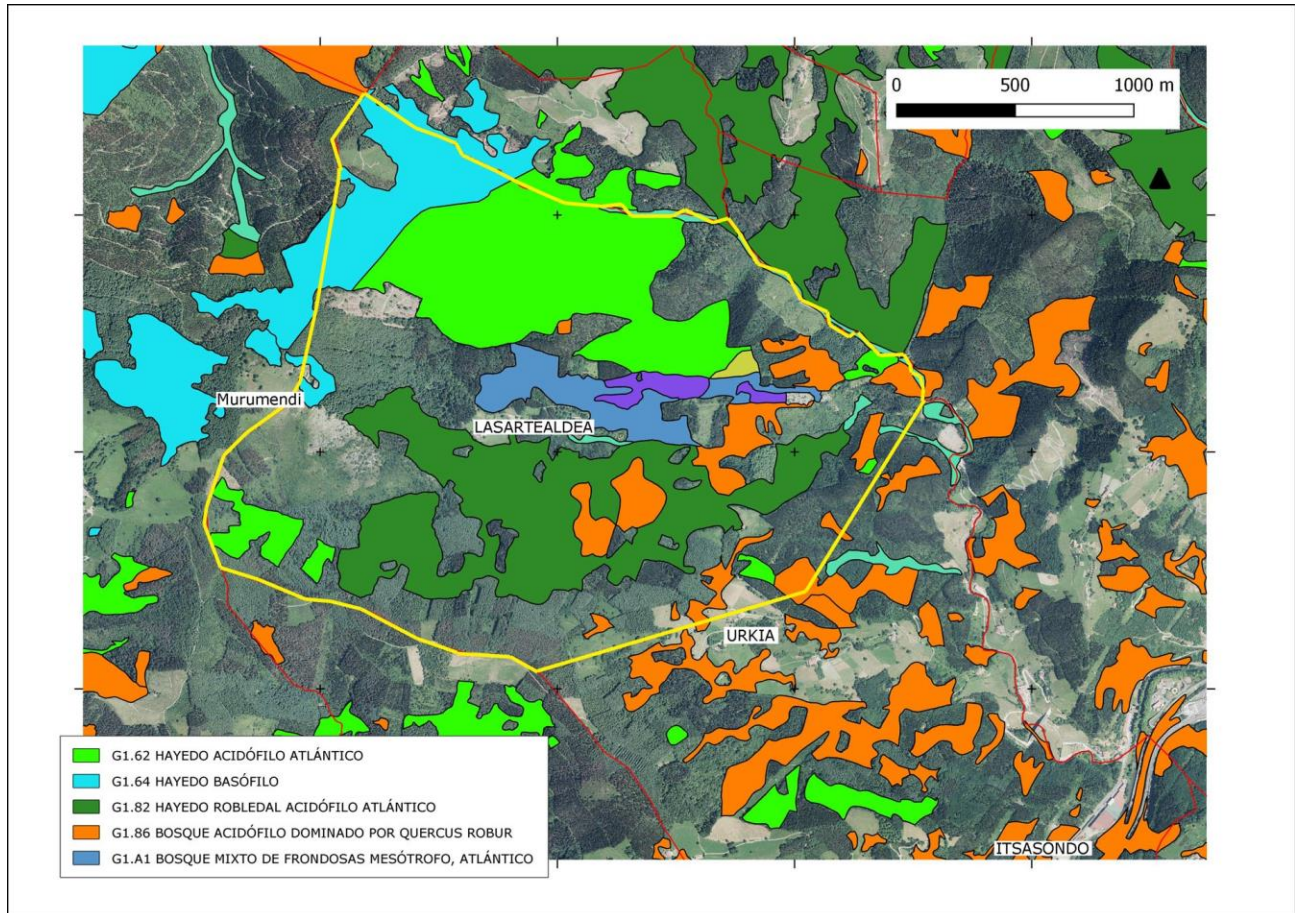 0 500 1000 m
Murumendi
LASARTEALDEA
URKIA
G1.62 HAYEDO ACIDÓFILO ATLÁNTICO
G1.64 HAYEDO BASÓFILO
G1.82 HAYEDO ROBLEDAL ACIDÓFILO ATLÁNTICO
G1.86 BOSQUE ACIDÓFILO DOMINADO POR QUERCUS ROBUR
G1.A1 BOSQUE MIXTO DE FRONDOSAS MESÓTROFO, ATLÁNTICO
ITSASONDO